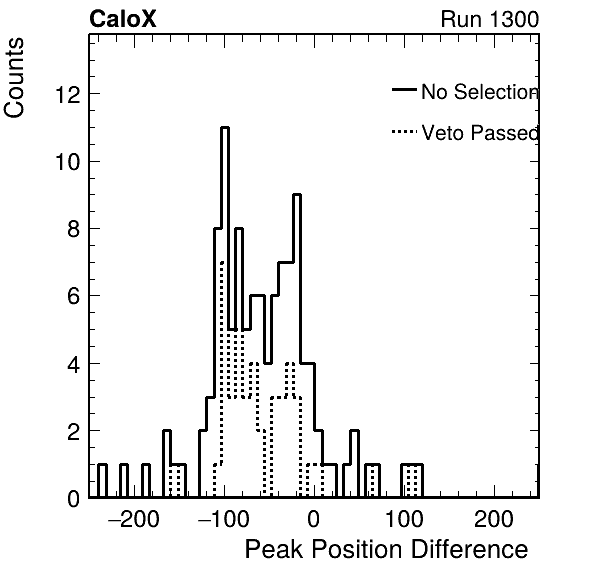 CaloX Run 1300
Counts
No Selection
Veto Passed
12
10
8
6
4
2
0
−200 −100 0 100 200
Peak Position Difference